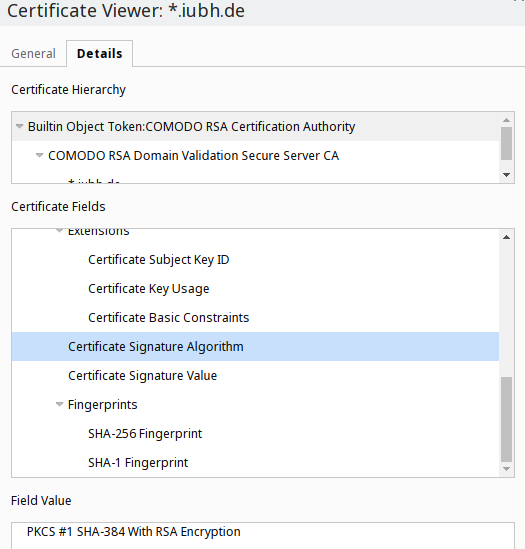 Certificate Viewer: *.iubh.de
General Details
Certificate Hierarchy
Builtin Object Token:COMODO RSA Certification Authority
COMODO RSA Domain Validation Secure Server CA
*.iubh.de
Certificate Fields
Extensions
Certificate Subject Key ID
Certificate Key Usage
Certificate Basic Constraints
Certificate Signature Algorithm
Certificate Signature Value
Fingerprints
SHA-256 Fingerprint
SHA-1 Fingerprint
Field Value
PKCS #1 SHA-384 With RSA Encryption